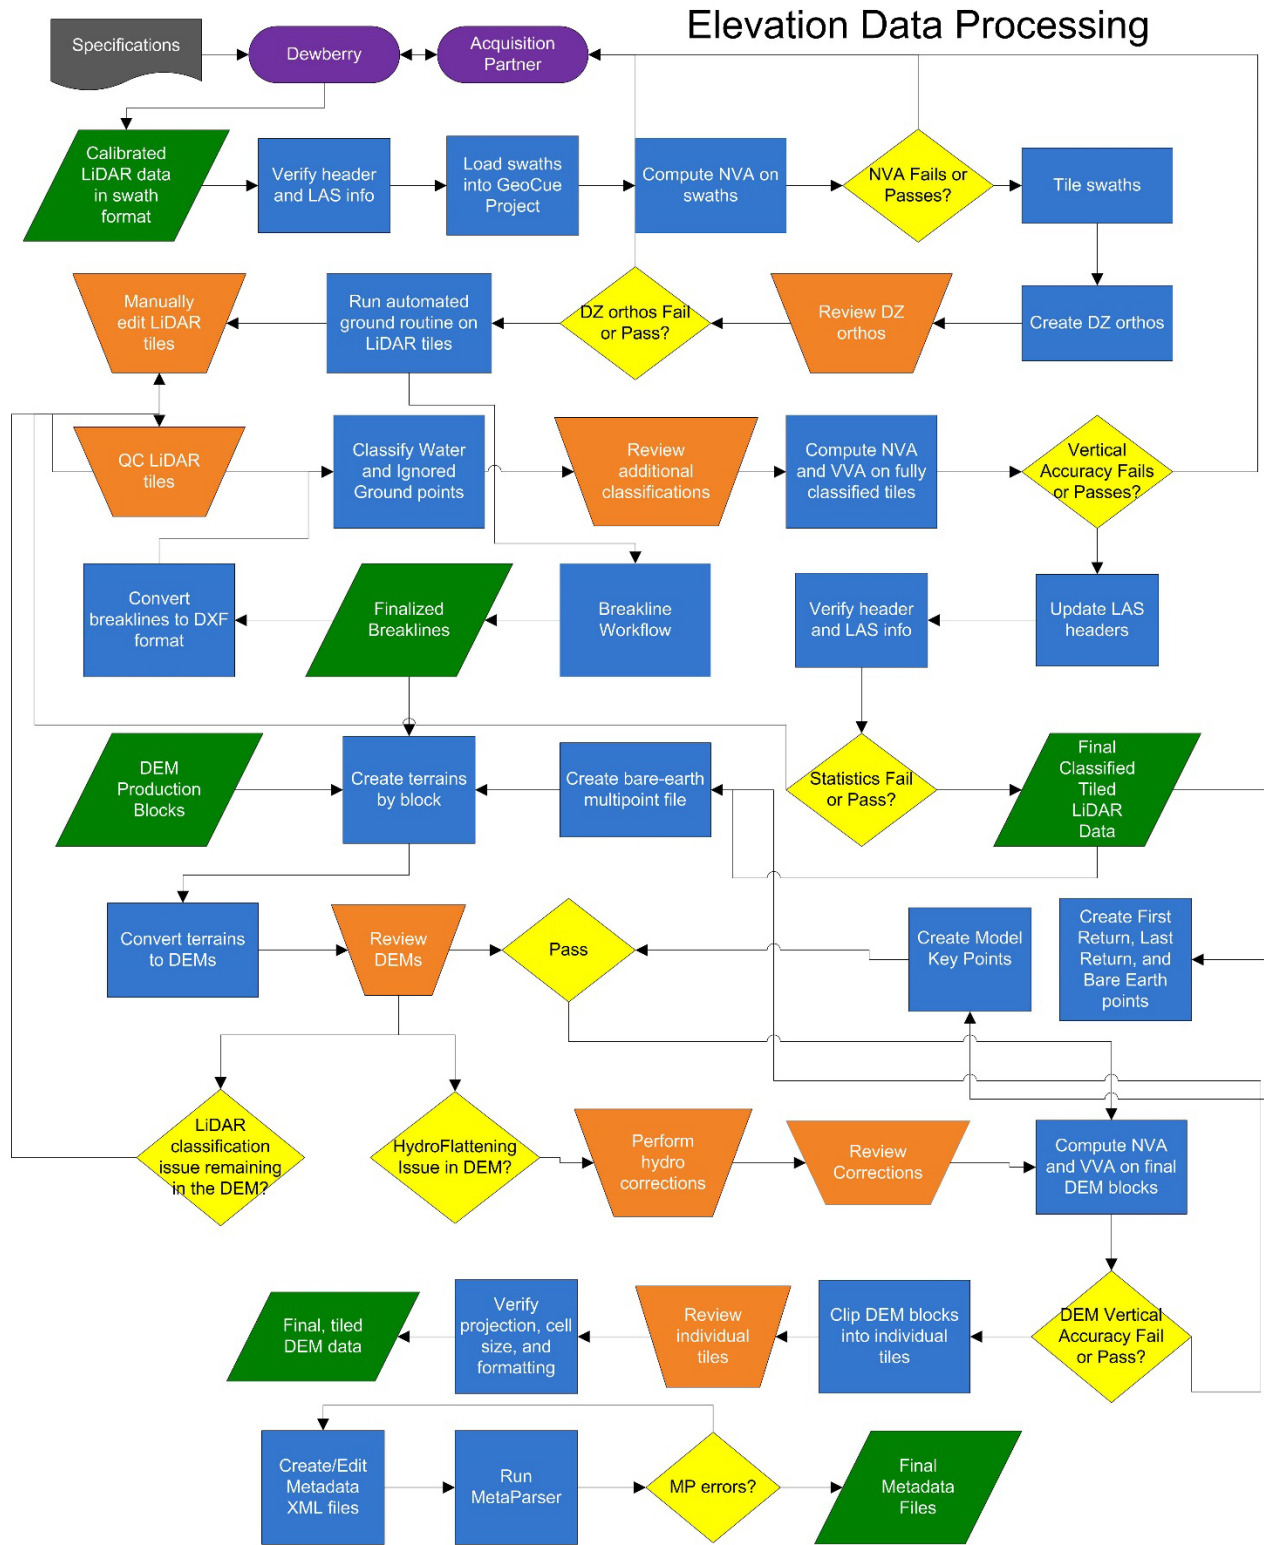 Elevation Data Processing
Specifications
Dewberry
Acquisition
Partner
Calibrated
LiDAR data
in swath
format
Verify header
and LAS info
Load swaths
into GeoCue
Project
Compute NVA on
swaths
NVA Fails or
Passes?
Tile swaths
Manually
edit LiDAR
tiles
Run automated
ground routine on
LiDAR tiles
DZ orthos Fail
or Pass?
Review DZ
orthos
Create DZ orthos
QC LiDAR
tiles
Classify Water
and Ignored
Ground points
Review
additional
classifications
Compute NVA
and VVA on fully
classified tiles
Vertical
Accuracy Fails
or Passes?
Convert
breaklines to DXF
format
Finalized
Breaklines
Breakline
Workflow
Verify header
and LAS info
Update LAS
headers
DEM
Production
Blocks
Create terrains
by block
Create bare-earth
multipoint file
Statistics Fail
or Pass?
Final
Classified
Tiled
LiDAR
Data
Convert terrains
to DEMs
Review
DEMs
Pass
Create Model
Key Points
Create First
Return, Last
Return, and
Bare Earth
points
LiDAR
classification
issue remaining
in the DEM?
HydroFlattening
Issue in DEM?
Perform
hydro
corrections
Review
Corrections
Compute NVA
and VVA on final
DEM blocks
Final, tiled
DEM data
Verify
projection, cell
size, and
formatting
Review
individual
tiles
Clip DEM blocks
into individual
tiles
DEM Vertical
Accuracy Fail
or Pass?
Create/Edit
Metadata
XML files
Run
MetaParser
MP errors?
Final
Metadata
Files